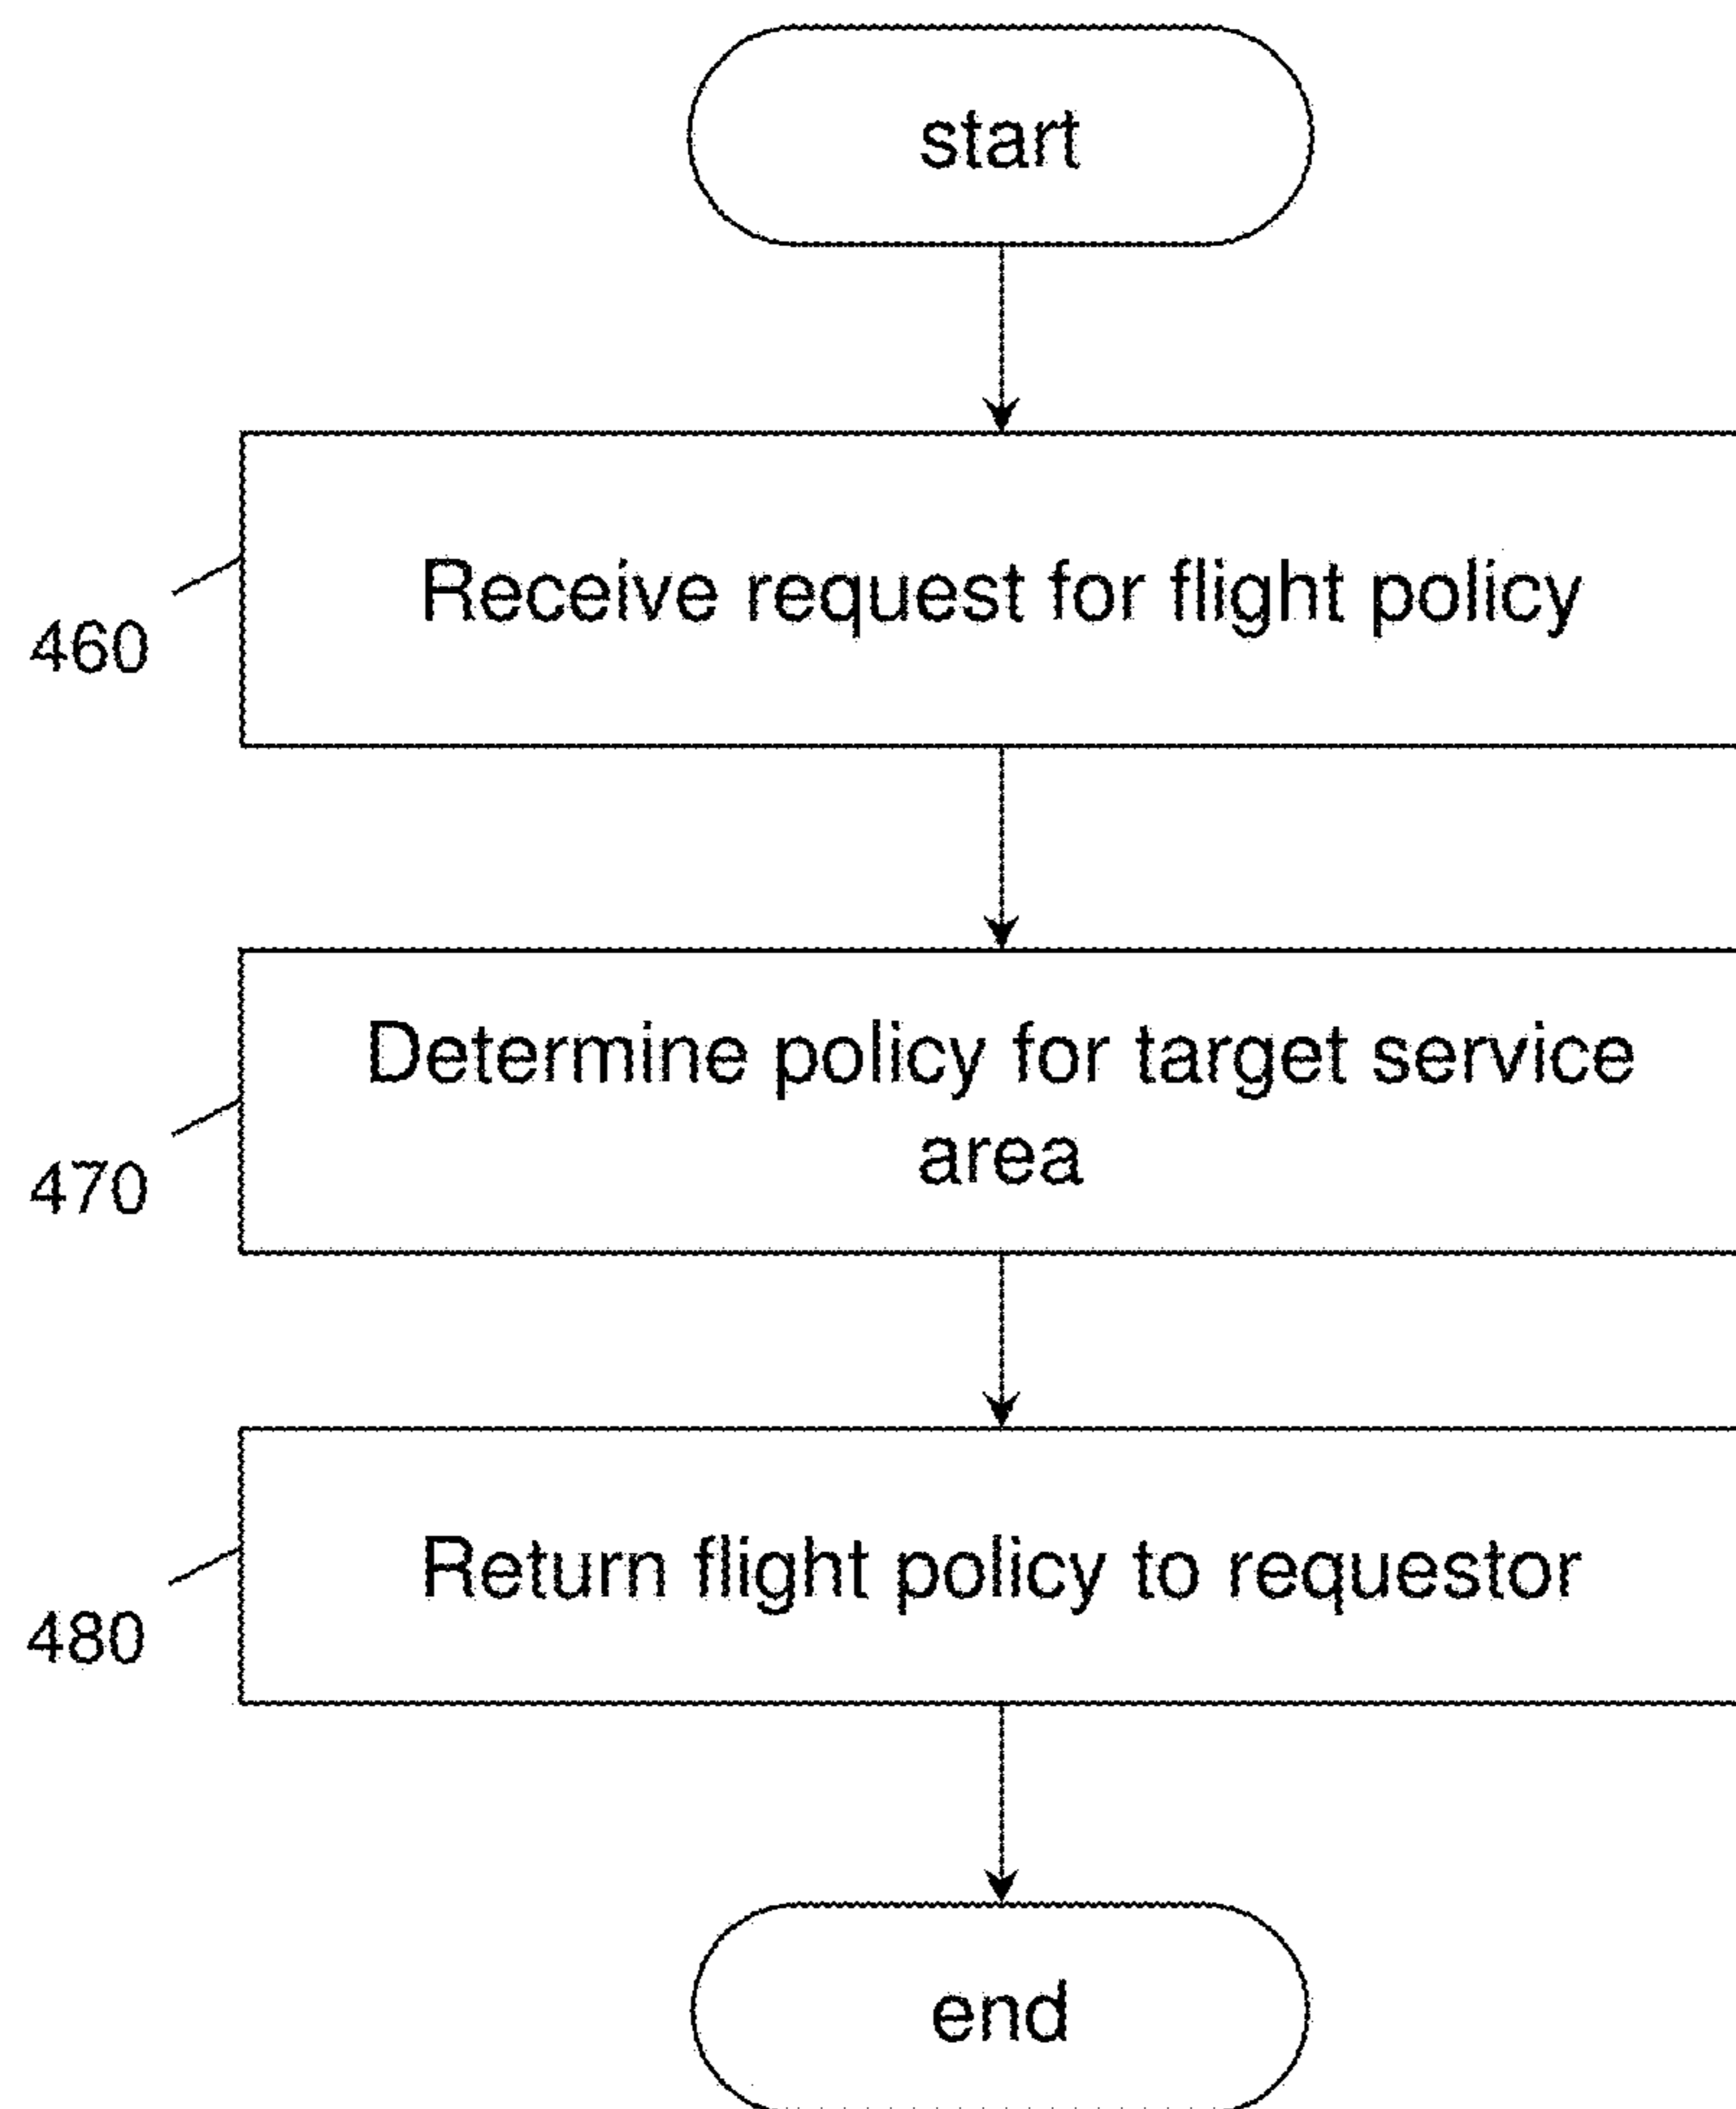 start
Receive request for flight policy
460
Determine policy for target service
area
470
Return flight policy to requestor
480
end